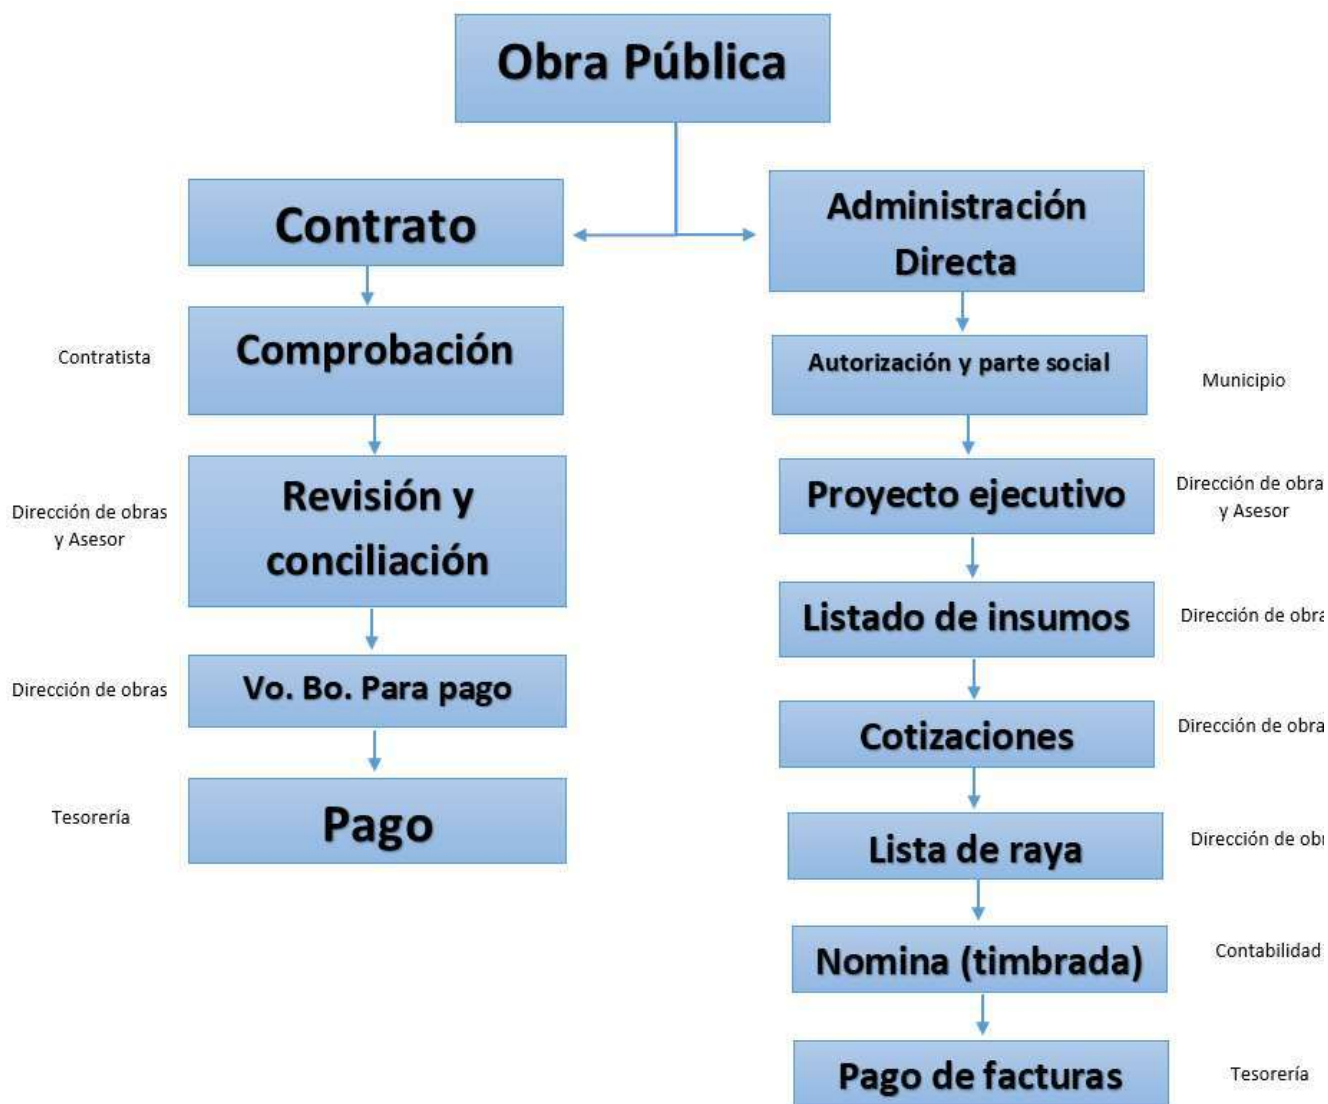 Obra Pública
Contrato
Contratista
Comprobación
Dirección de obras
y Asesor
Revisión y
conciliación
Dirección de obras
Vo. Bo. Para pago
Tesorería
Pago
Administración
Directa
Autorización y parte social
Municipio
Proyecto ejecutivo
Dirección de obra
y Asesor
Listado de insumos
Dirección de obra
Cotizaciones
Dirección de obra
Lista de raya
Dirección de obr
Nomina (timbrada)
Contabilidad
Pago de facturas
Tesorería